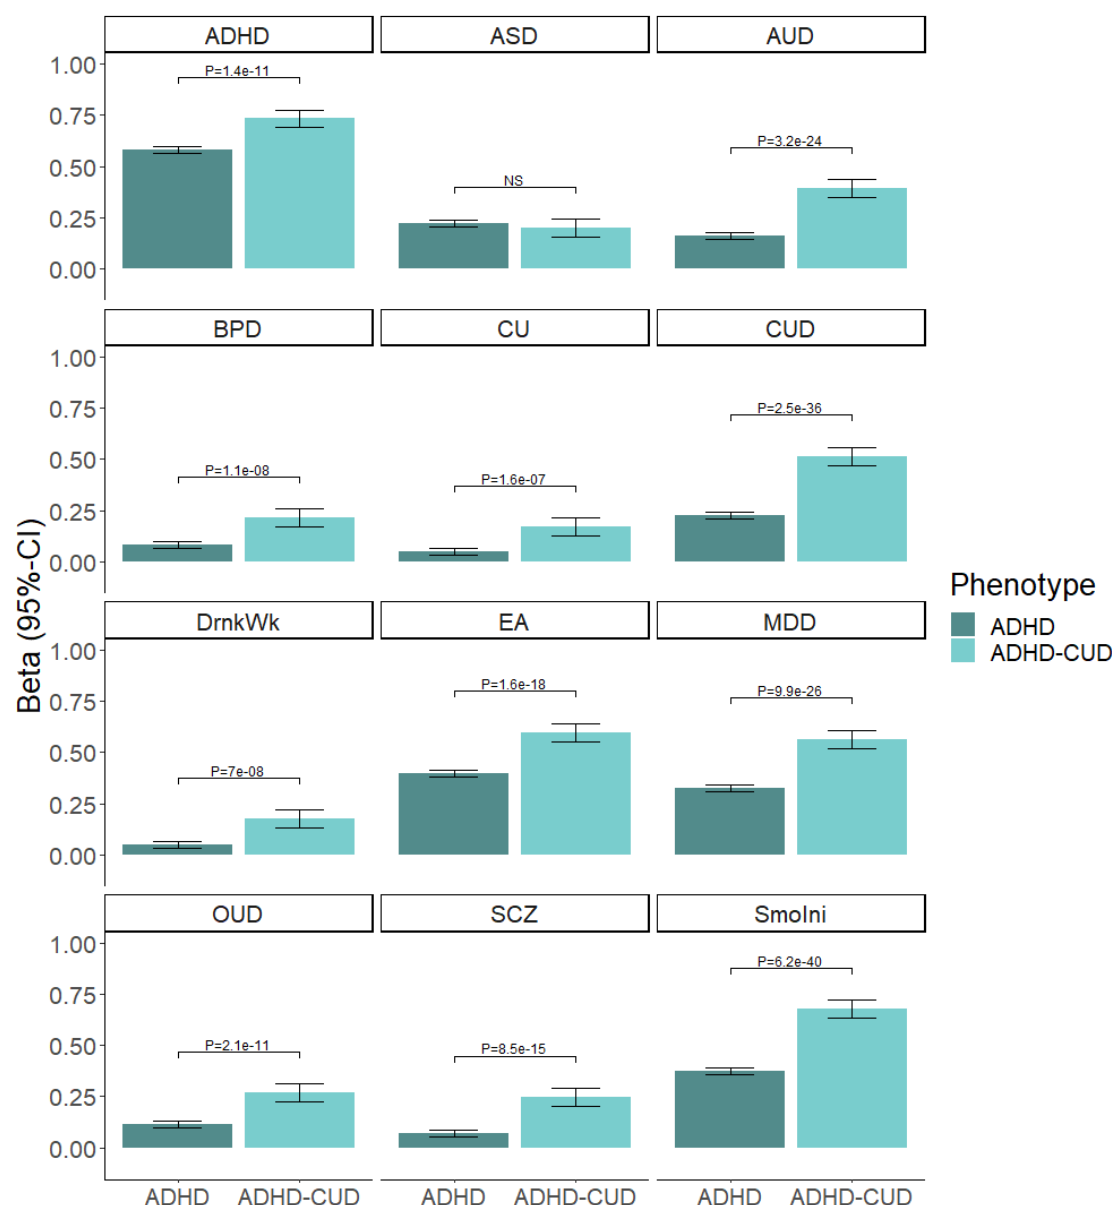 ADHD ASD AUD
1.00
0.75
0.50
0.25
0.00
P=1.4e-11
NS
P=3.2e-24
BPD CU CUD
1.00
0.75
0.50
0.25
0.00
P=1.1e-08
P=1.6e-07
P=2.5e-36
Beta (95%-CI)
DrnkWk EA MDD
1.00
0.75
0.50
0.25
0.00
P=7e-08
P=1.6e-18
P=9.9e-26
OUD SCZ SmoIni
1.00
0.75
0.50
0.25
0.00
P=2.1e-11
P=8.5e-15
P=6.2e-40
ADHD ADHD-CUD ADHD ADHD-CUD ADHD ADHD-CUD
Phenotype
ADHD
ADHD-CUD